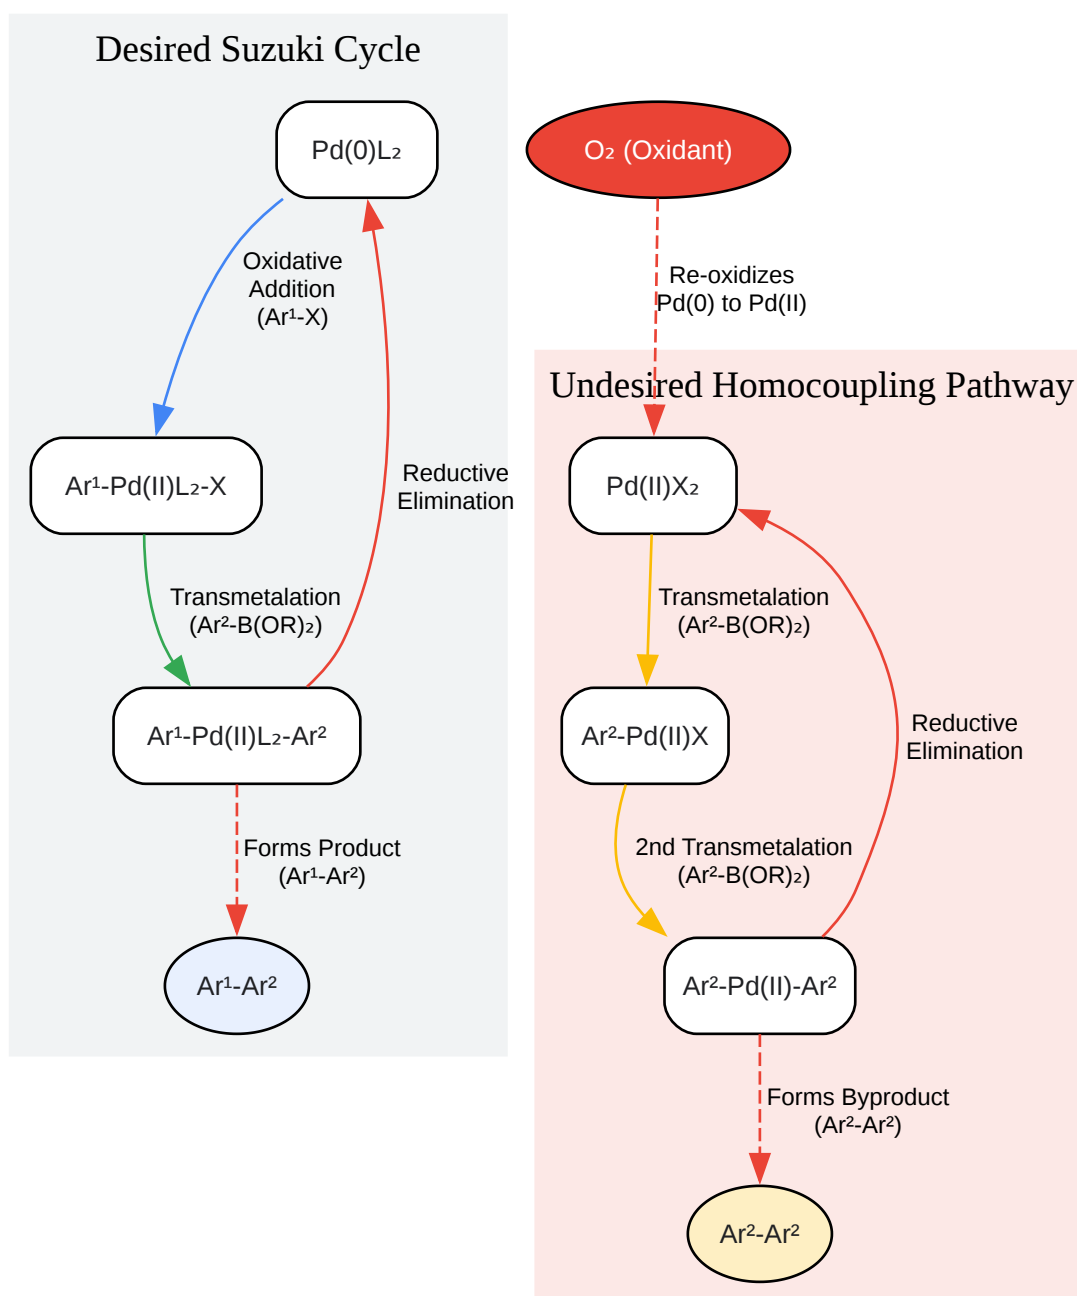 Desired Suzuki Cycle
Pd(0)L₂
Oxidative
Addition
(Ar¹-X)
Ar¹-Pd(II)L₂-X
Reductive
Elimination
Transmetalation
(Ar²-B(OR)₂)
Ar¹-Pd(II)L₂-Ar²
Forms Product
(Ar¹-Ar²)
Ar¹-Ar²
O₂ (Oxidant)
Re-oxidizes
Pd(0) to Pd(II)
Undesired Homocoupling Pathway
Pd(II)X₂
Transmetalation
(Ar²-B(OR)₂)
Ar²-Pd(II)X
Reductive
Elimination
2nd Transmetalation
(Ar²-B(OR)₂)
Ar²-Pd(II)-Ar²
Forms Byproduct
(Ar²-Ar²)
Ar²-Ar²